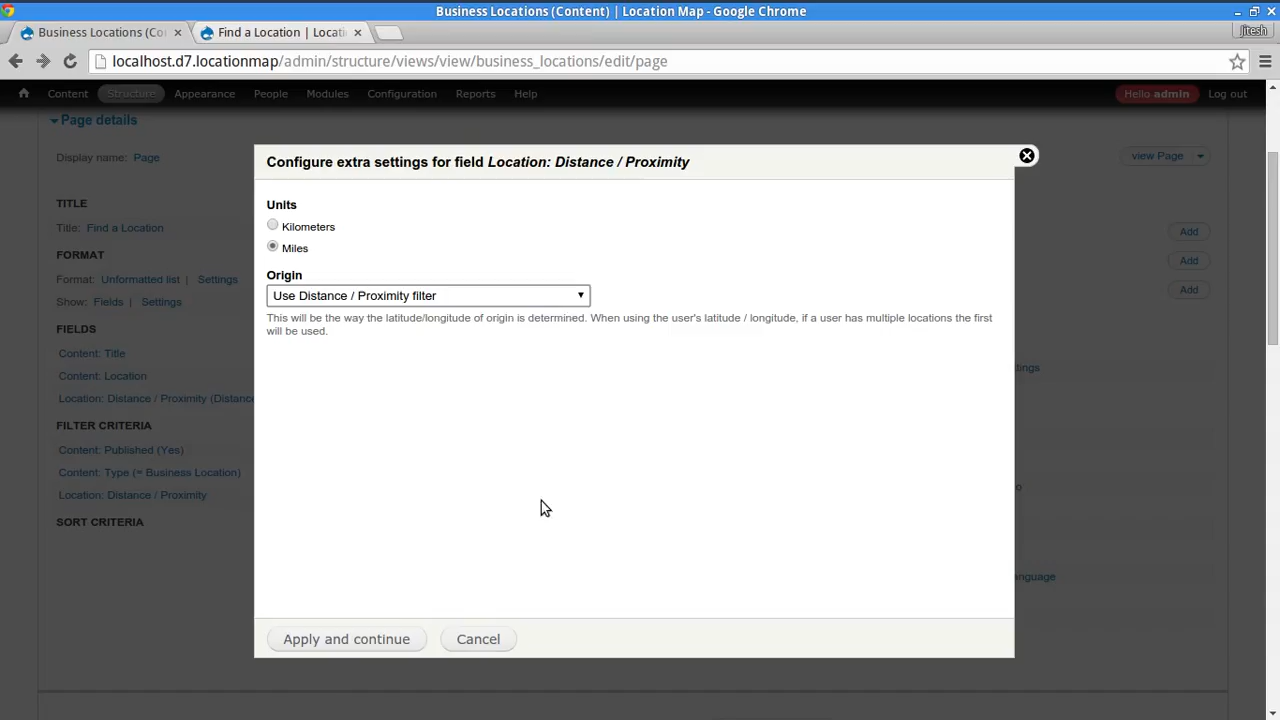 Business Locations (Content) | Location Map - Google Chrome
Business Locations (Co
Find a Location | Locati
jitesh
localhost.d7.locationmap/admin/structure/views/view/business_locations/edit/page
Content Structure Appearance People Modules Configuration Reports Help Hello admin Log out
Page details
Display name: Page
view Page
Configure extra settings for field Location: Distance / Proximity
TITLE
Title: Find a Location
FORMAT
Format: Unformatted list | Settings
Show: Fields | Settings
FIELDS
Content: Title
Content: Location
Location: Distance / Proximity (Distance
FILTER CRITERIA
Content: Published (Yes)
Content: Type (= Business Location)
Location: Distance / Proximity
SORT CRITERIA
Units
Kilometers
Miles
Origin
Use Distance / Proximity filter
This will be the way the latitude/longitude of origin is determined. When using the user's latitude / longitude, if a user has multiple locations the first
will be used.
Apply and continue Cancel
Add
Add
Add
tings
o
anguage